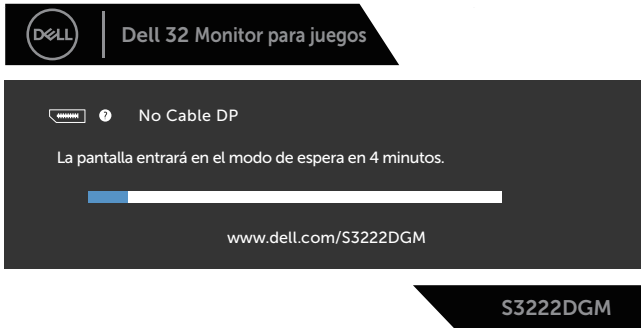 DELL
Dell 32 Monitor para juegos
? No Cable DP
La pantalla entrará en el modo de espera en 4 minutos.
www.dell.com/S3222DGM
S3222DGM